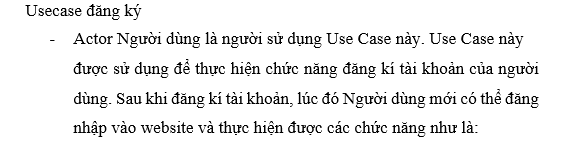 Usecase đăng ký
- Actor Người dùng là người sử dụng Use Case này. Use Case này
được sử dụng để thực hiện chức năng đăng kí tài khoản của người
dùng. Sau khi đăng kí tài khoản, lúc đó Người dùng mới có thể đăng
nhập vào website và thực hiện được các chức năng như là: